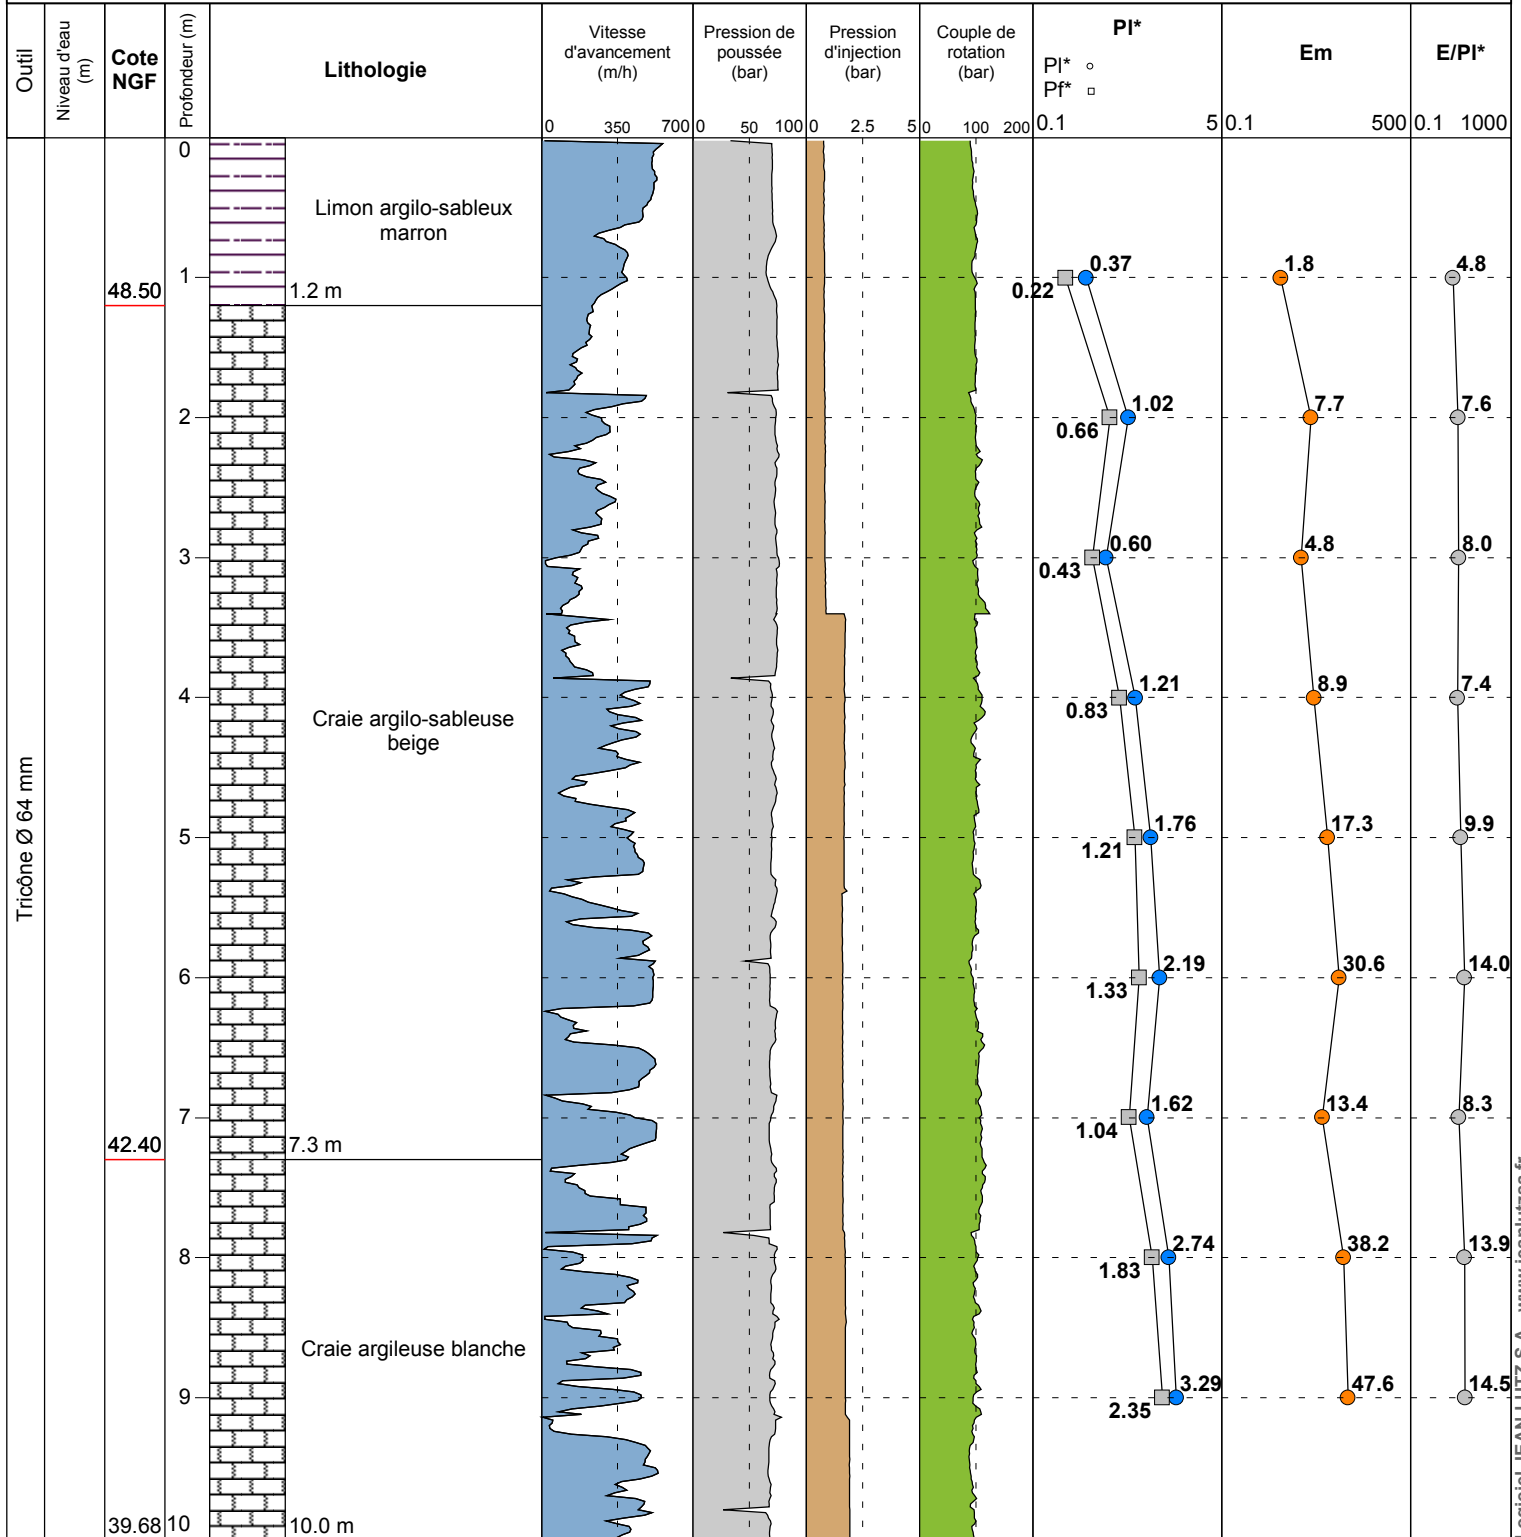 Outil
Niveau d'eau
(m)
Cote
NGF
Profondeur (m)
Lithologie
Vitesse
d'avancement
(m/h)
0 350 700
Pression de
poussée
(bar)
0 50 100
Pression
d'injection
(bar)
0 2.5 5
Couple de
rotation
(bar)
0 100 200
Pl*
Pl*
Pf*
0.1 5
Em
0.1 500
E/Pl*
0.1 1000
Tricône Ø 64 mm
0
Limon argilo-sableux
marron
1
0.37 1.8 4.8
0.22
48.50 1.2 m
2
1.02 7.7 7.6
0.66
3
0.60 4.8 8.0
0.43
Craie argilo-sableuse
beige
4
1.21 8.9 7.4
0.83
5
1.76 17.3 9.9
1.21
6
2.19 30.6 14.0
1.33
7
1.62 13.4 8.3
1.04
42.40 7.3 m
8
2.74 38.2 13.9
1.83
Craie argileuse blanche
9
3.29 47.6 14.5
2.35
39.68 10 10.0 m